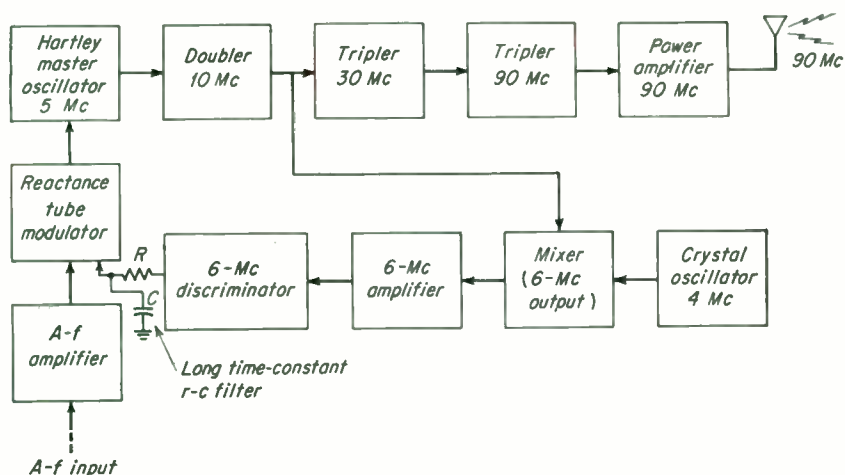 Hartley
master
oscillator
5 Mc
Doubler
10 Mc
Tripler
30 Mc
Tripler
90 Mc
Power
amplifier
90 Mc
90 Mc
Reactance
tube
modulator
R
C
6-Mc
discriminator
6-Mc
amplifier
Mixer
(6-Mc
output)
Crystal
oscillator
4 Mc
A-f
amplifier
Long time-constant
r-c filter
A-f input